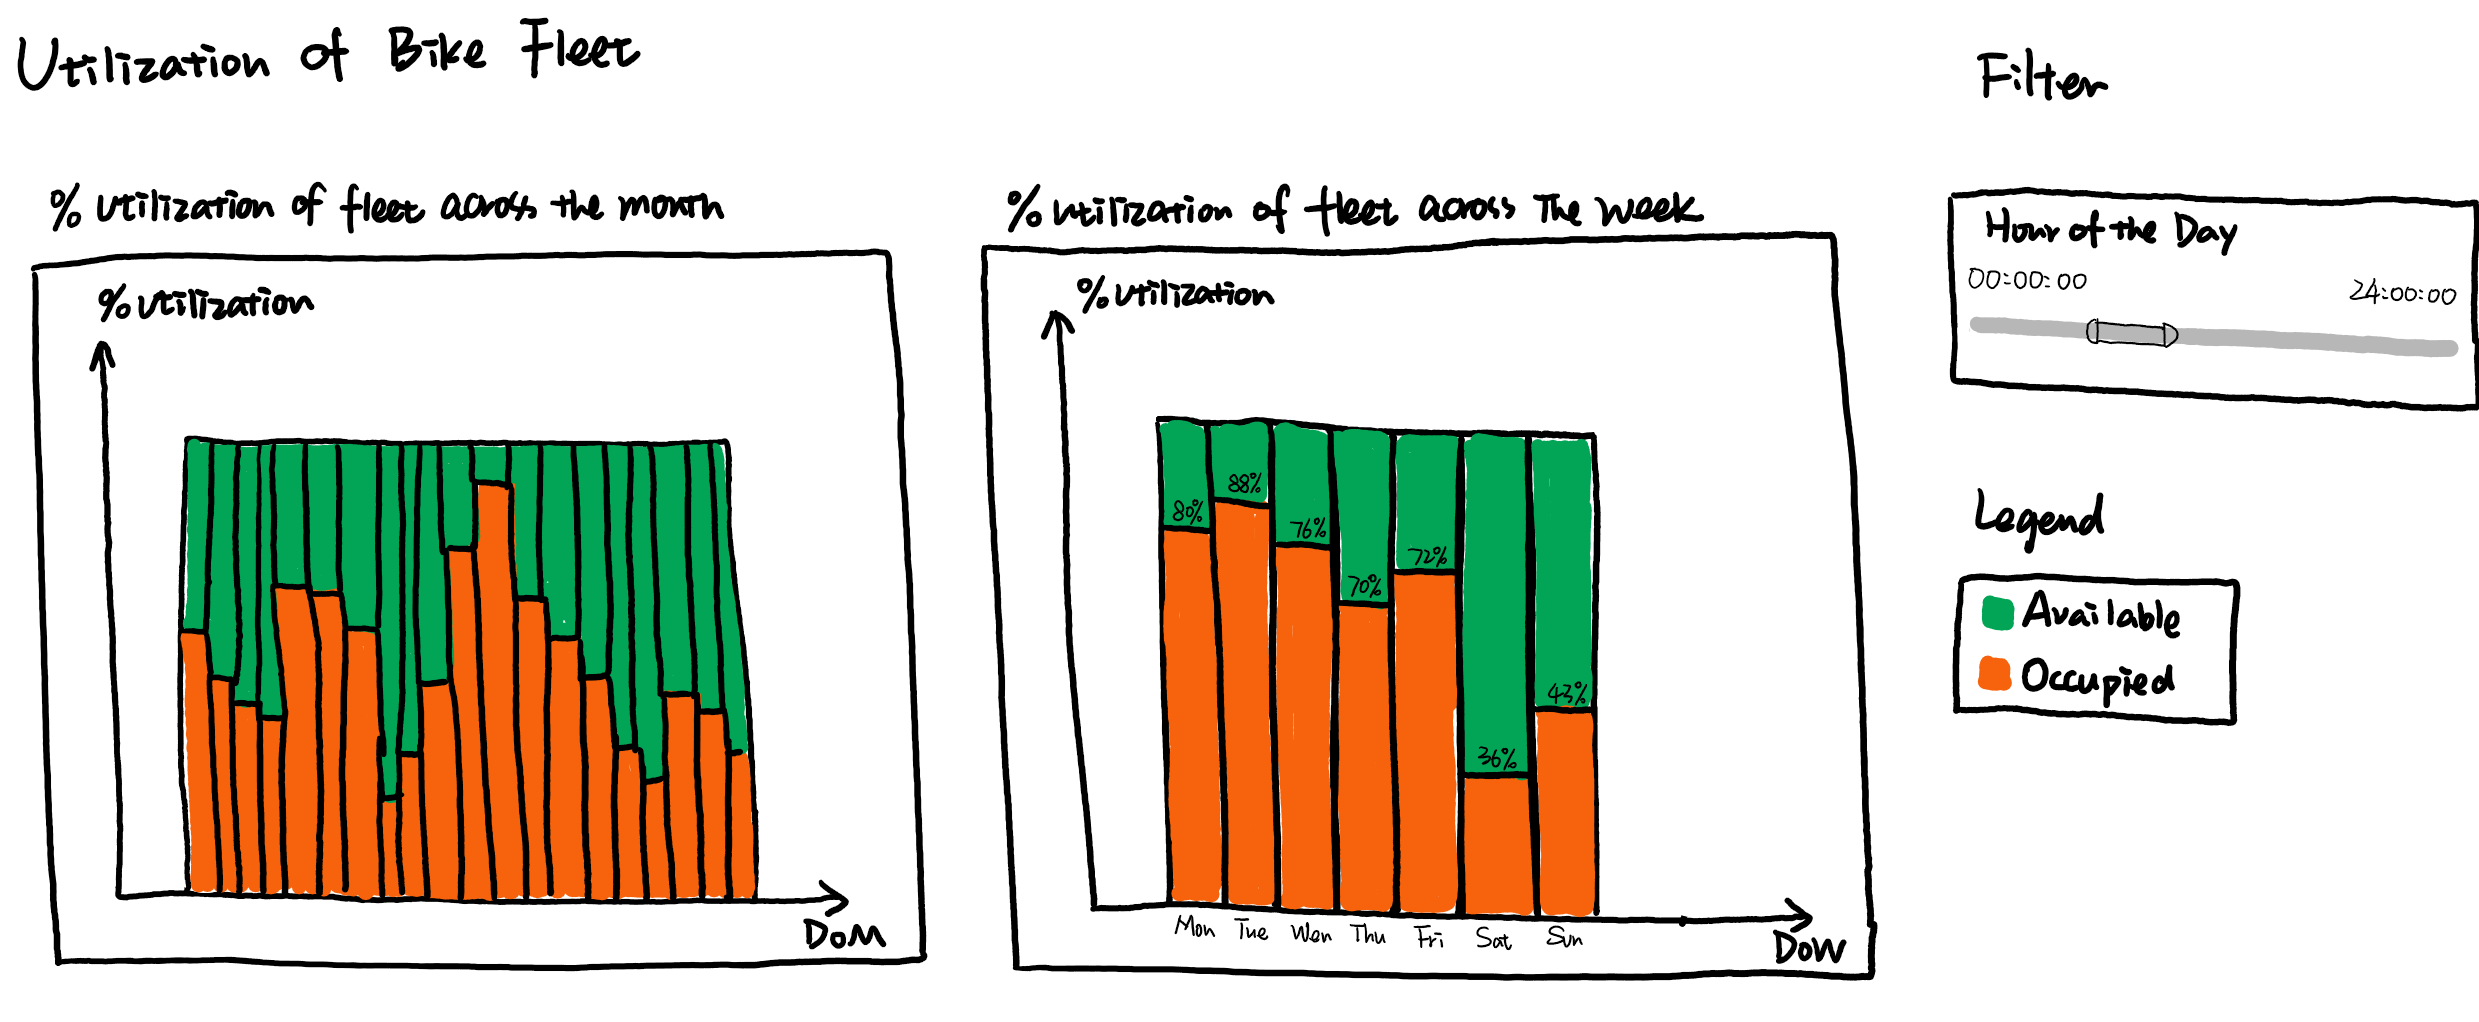 Utilization of Bike Fleet
% utilization of fleet across the month
% utilization
DOM
% utilization of fleet across The week
% utilization
80%
88%
76%
70%
72%
36%
43%
Mon Tue Wen Thu Fri Sat Sun
DOW
Filter
Hour of the Day
00:00:00
24:00:00
Legend
Available
Occupied